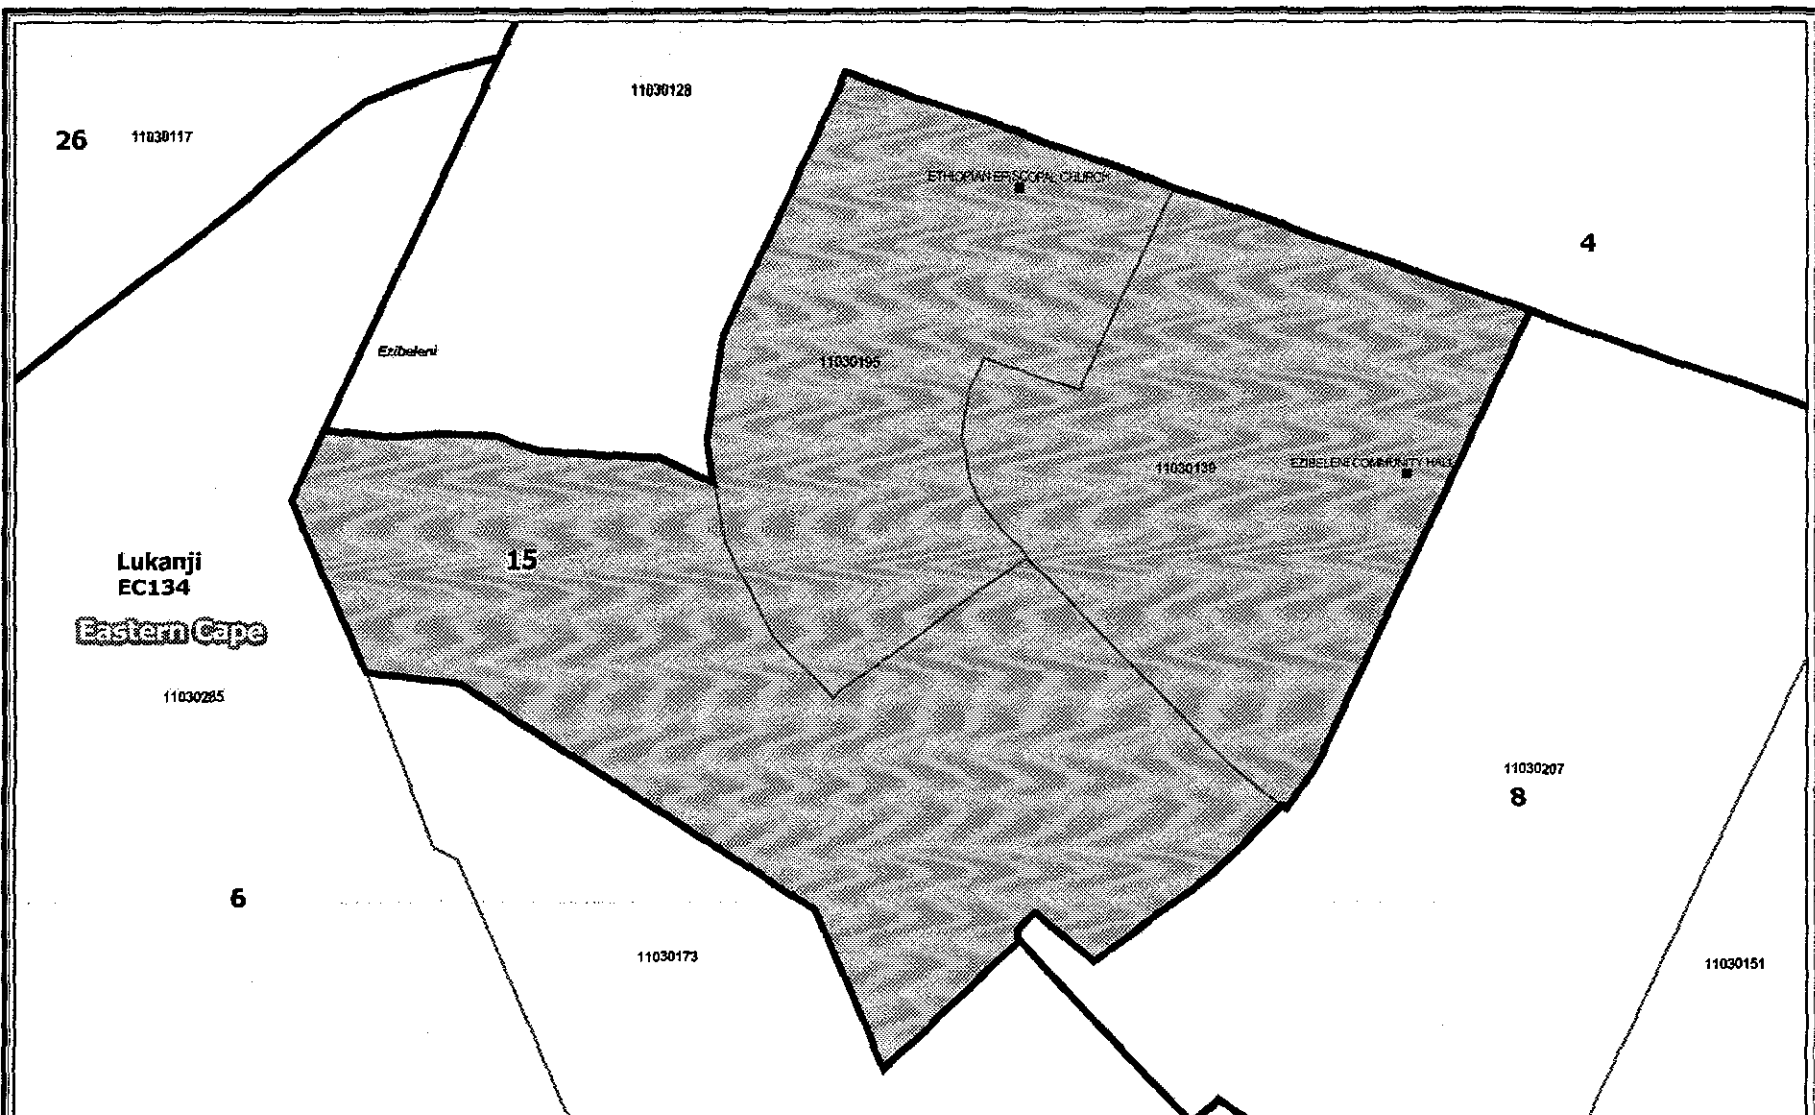 11030128
26
11030117
ETHIOPIAN EPISCOPAL CHURCH
4
Ezibeleni
11030195
11030139
EZIBELENI COMMUNITY HALL
15
Lukanji
EC134
Eastern Cape
11030285
11030207
8
6
11030173
11030151